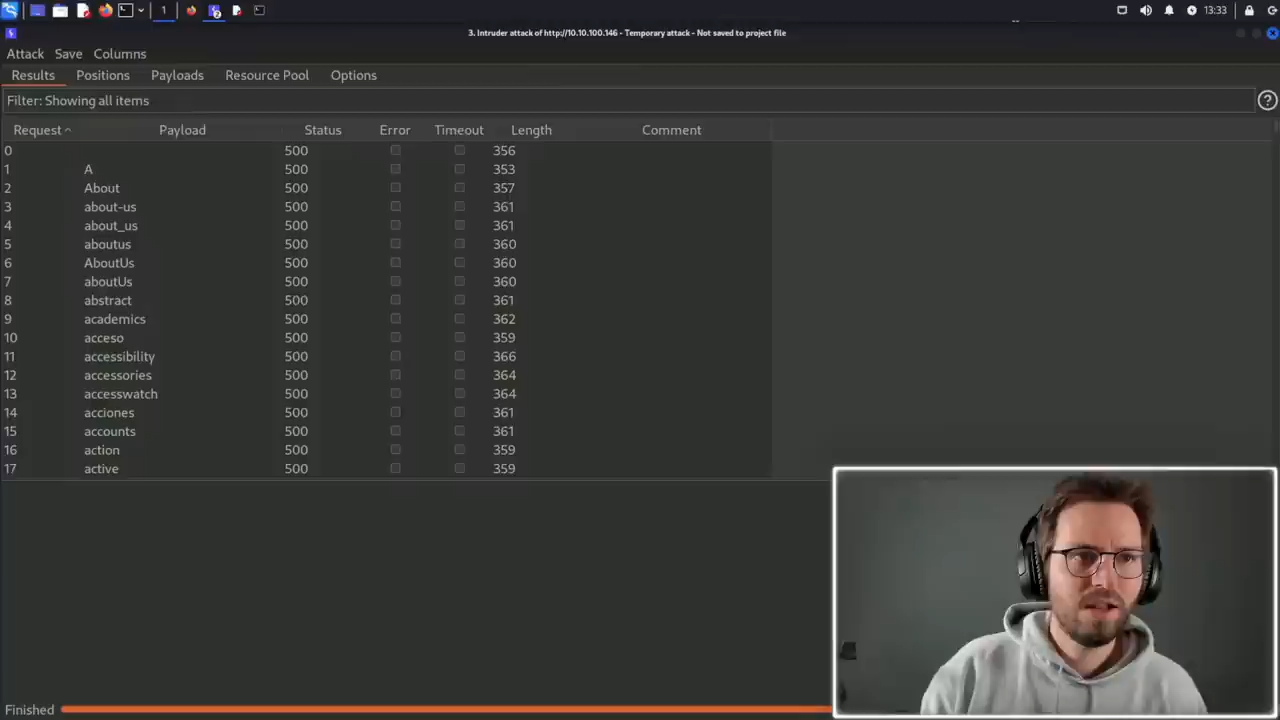 1 13:33
3. Intruder attack of http://10.10.100.146 - Temporary attack - Not saved to project file
Attack Save Columns
Results Positions Payloads Resource Pool Options
Filter: Showing all items ?
Request Payload Status Error Timeout Length Comment
0 500 356
1 A 500 353
2 About 500 357
3 about-us 500 361
4 about_us 500 361
5 aboutus 500 360
6 AboutUs 500 360
7 aboutUs 500 360
8 abstract 500 361
9 academics 500 362
10 acceso 500 359
11 accessibility 500 366
12 accessories 500 364
13 accesswatch 500 364
14 acciones 500 361
15 accounts 500 361
16 action 500 359
17 active 500 359
Finished